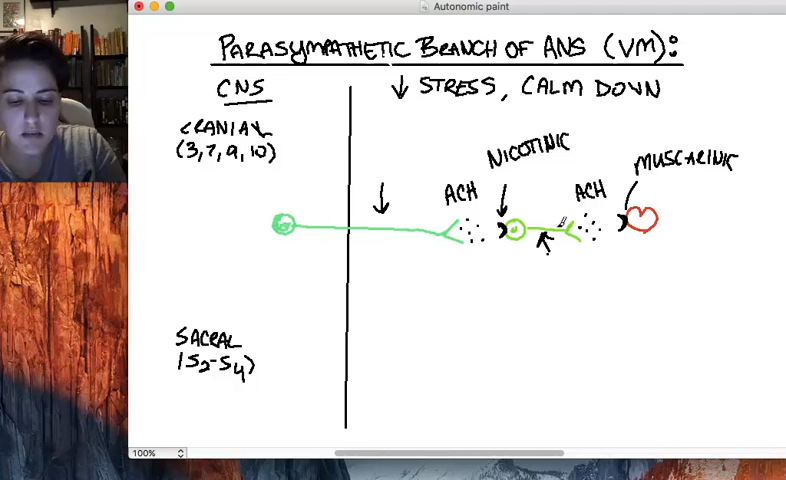 Autonomic paint
PARASYMPATHETIC BRANCH OF ANS (VM):
CNS
↓ STRESS, CALM DOWN
CRANIAL
(3, 7, 9, 10)
NICOTINIC
MUSCARINIC
ACH
ACH
SACRAL
(S2-S4)
100%